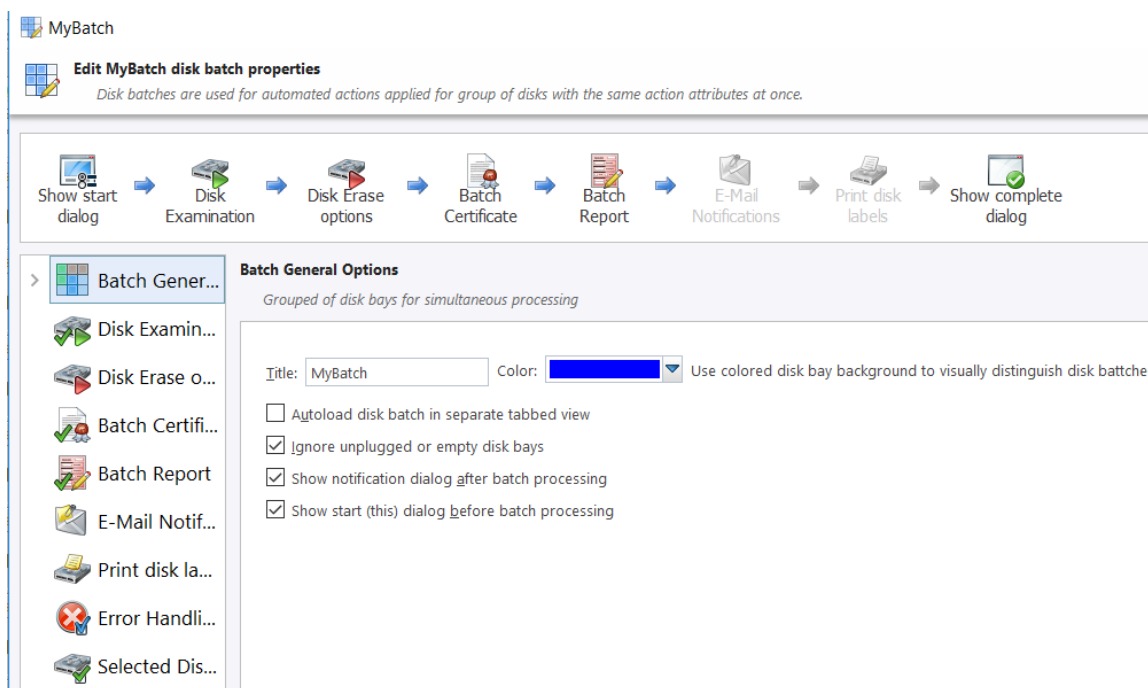 MyBatch
Edit MyBatch disk batch properties
Disk batches are used for automated actions applied for group of disks with the same action attributes at once.
Show start dialog
Disk Examination
Disk Erase options
Batch Certificate
Batch Report
E-Mail Notifications
Print disk labels
Show complete dialog
Batch Gener...
Disk Examin...
Disk Erase o...
Batch Certifi...
Batch Report
E-Mail Notif...
Print disk la...
Error Handli...
Selected Dis...
Batch General Options
Grouped of disk bays for simultaneous processing
Title: MyBatch Color: Use colored disk bay background to visually distinguish disk battche
Autoload disk batch in separate tabbed view
Ignore unplugged or empty disk bays
Show notification dialog after batch processing
Show start (this) dialog before batch processing